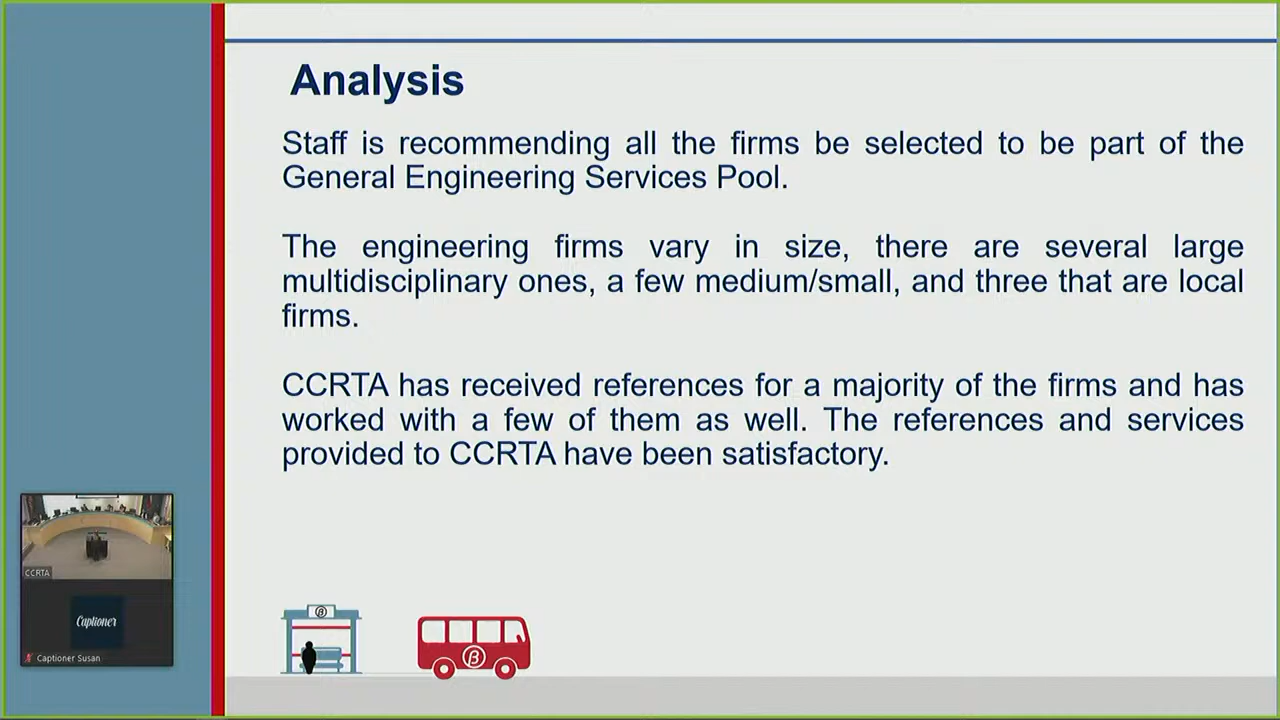 Analysis
Staff is recommending all the firms be selected to be part of the
General Engineering Services Pool.
The engineering firms vary in size, there are several large
multidisciplinary ones, a few medium/small, and three that are local
firms.
CCRTA has received references for a majority of the firms and has
worked with a few of them as well. The references and services
provided to CCRTA have been satisfactory.
CCRTA
Captioner
Captioner Susan
β
β